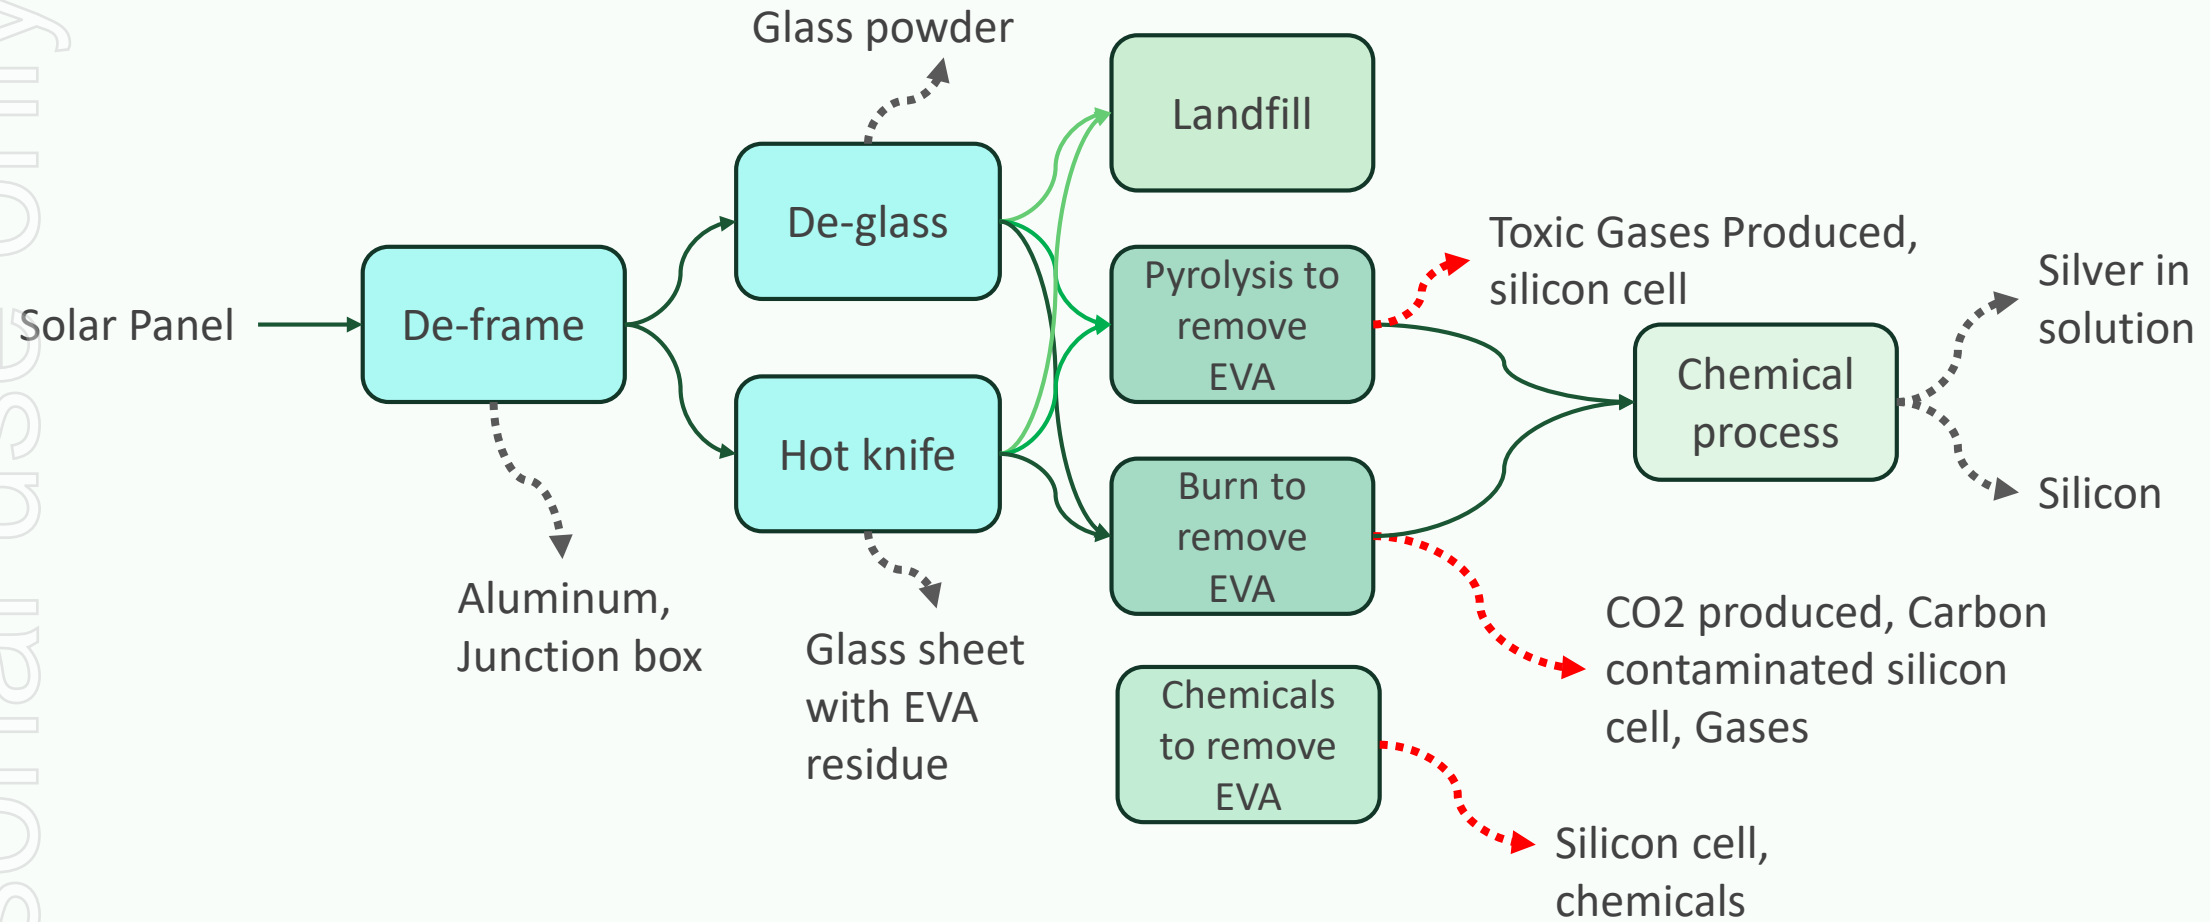 Glass powder
Landfill
De-glass
Toxic Gases Produced,
silicon cell
Pyrolysis to
remove
EVA
Silver in
solution
Solar Panel
De-frame
Chemical
process
Hot knife
Silicon
Burn to
remove
EVA
Aluminum,
Junction box
CO2 produced, Carbon
contaminated silicon
cell, Gases
Glass sheet
with EVA
residue
Chemicals
to remove
EVA
Silicon cell,
chemicals